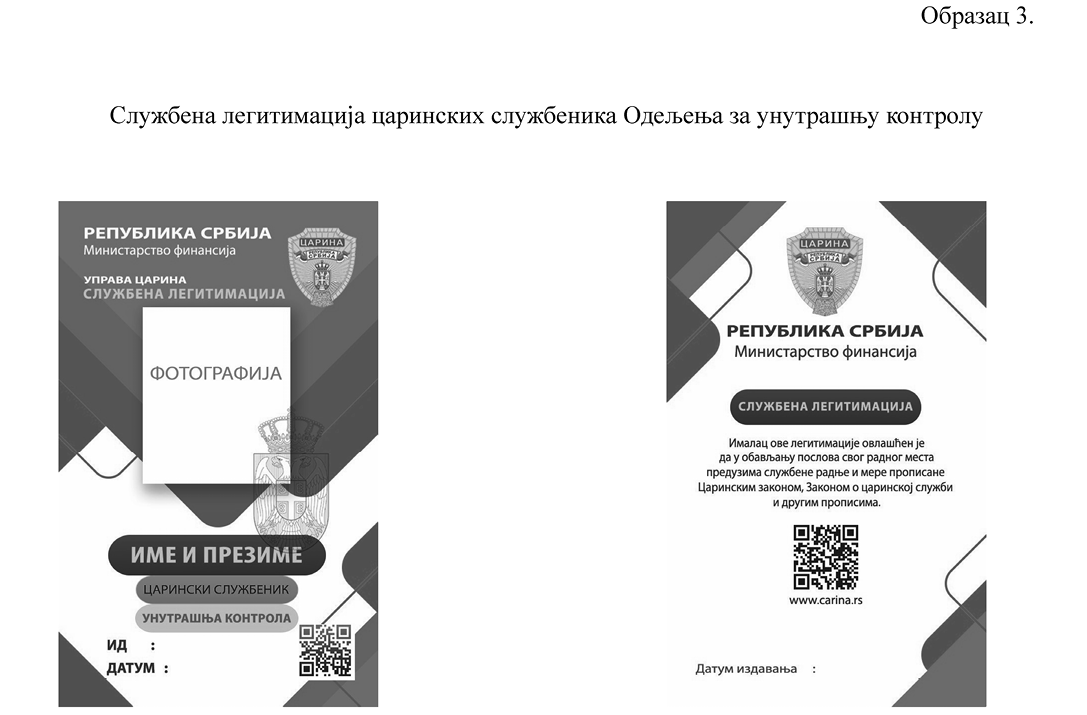 Образац 3.
Службена легитимација царинских службеника Одељења за унутрашњу контролу
РЕПУБЛИКА СРБИЈА
Министарство финансија
УПРАВА ЦАРИНА
СЛУЖБЕНА ЛЕГИТИМАЦИЈА
ЦАРИНА
СРБИЈА
ФОТОГРАФИЈА
ИМЕ И ПРЕЗИМЕ
ЦАРИНСКИ СЛУЖБЕНИК
УНУТРАШЊА КОНТРОЛА
ИД :
ДАТУМ :
ЦАРИНА
СРБИЈА
РЕПУБЛИКА СРБИЈА
Министарство финансија
СЛУЖБЕНА ЛЕГИТИМАЦИЈА
Ималац ове легитимације овлашћен је
да у обављању послова свог радног места
предузима службене радње и мере прописане
Царинским законом, Законом о царинској служби
и другим прописима.
www.carina.rs
Датум издавања :